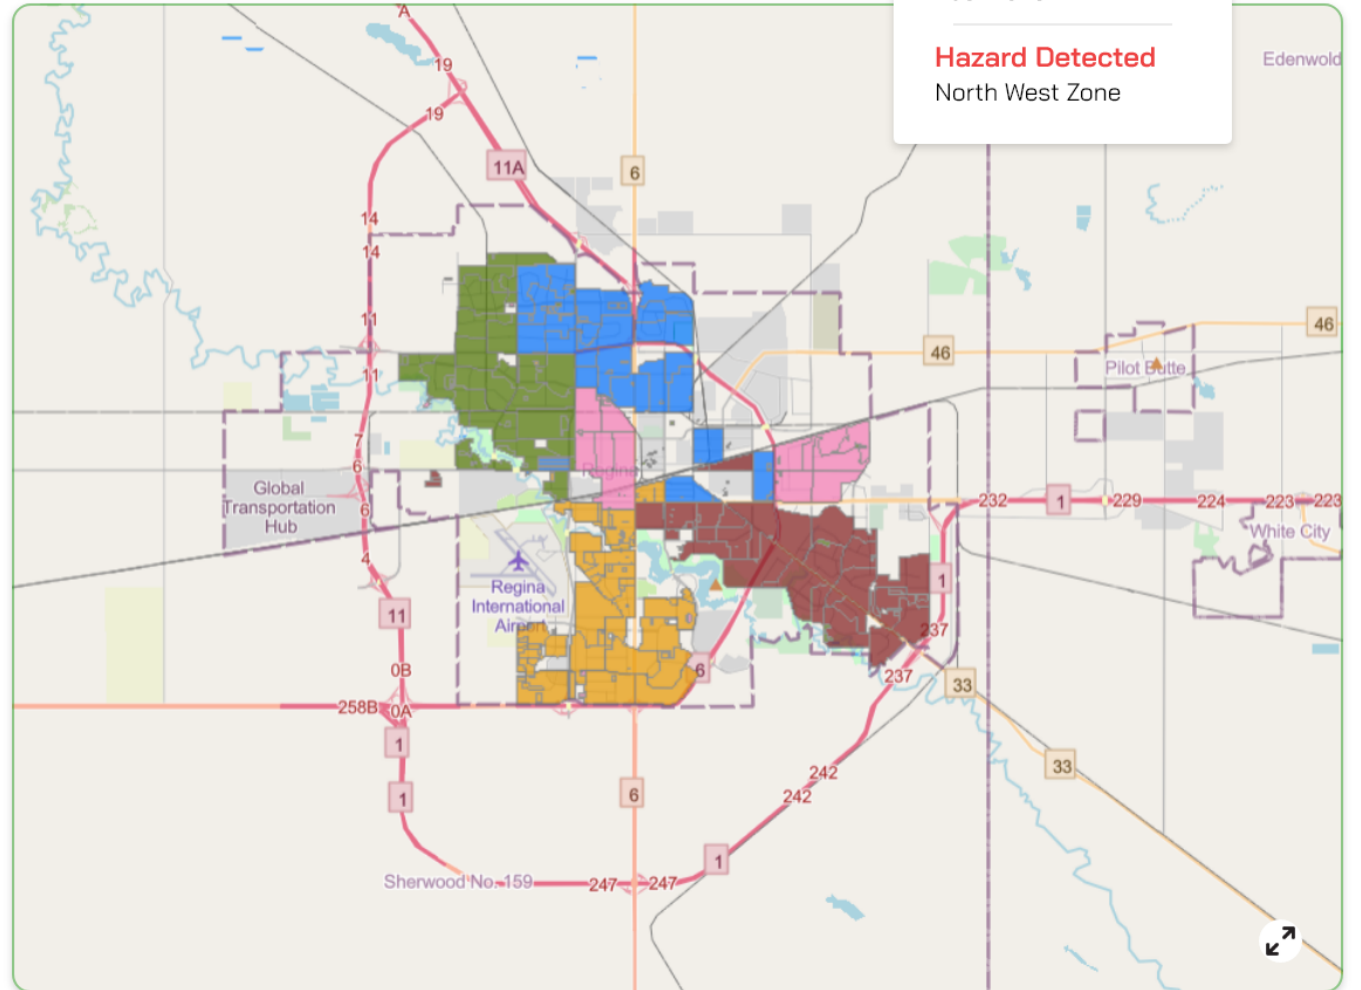 A
19
Hazard Detected
North West Zone
Edenwold
19
11A
6
14
14
11
46
46
11
Pilot Butte
7
6
Regina
Global
Transportation
Hub
6
232
1
229
224
223
223
White City
4
Regina
International
Airport
1
11
237
0B
6
237
33
258B
0A
1
33
242
6
242
1
1
Sherwood No. 159
247
247